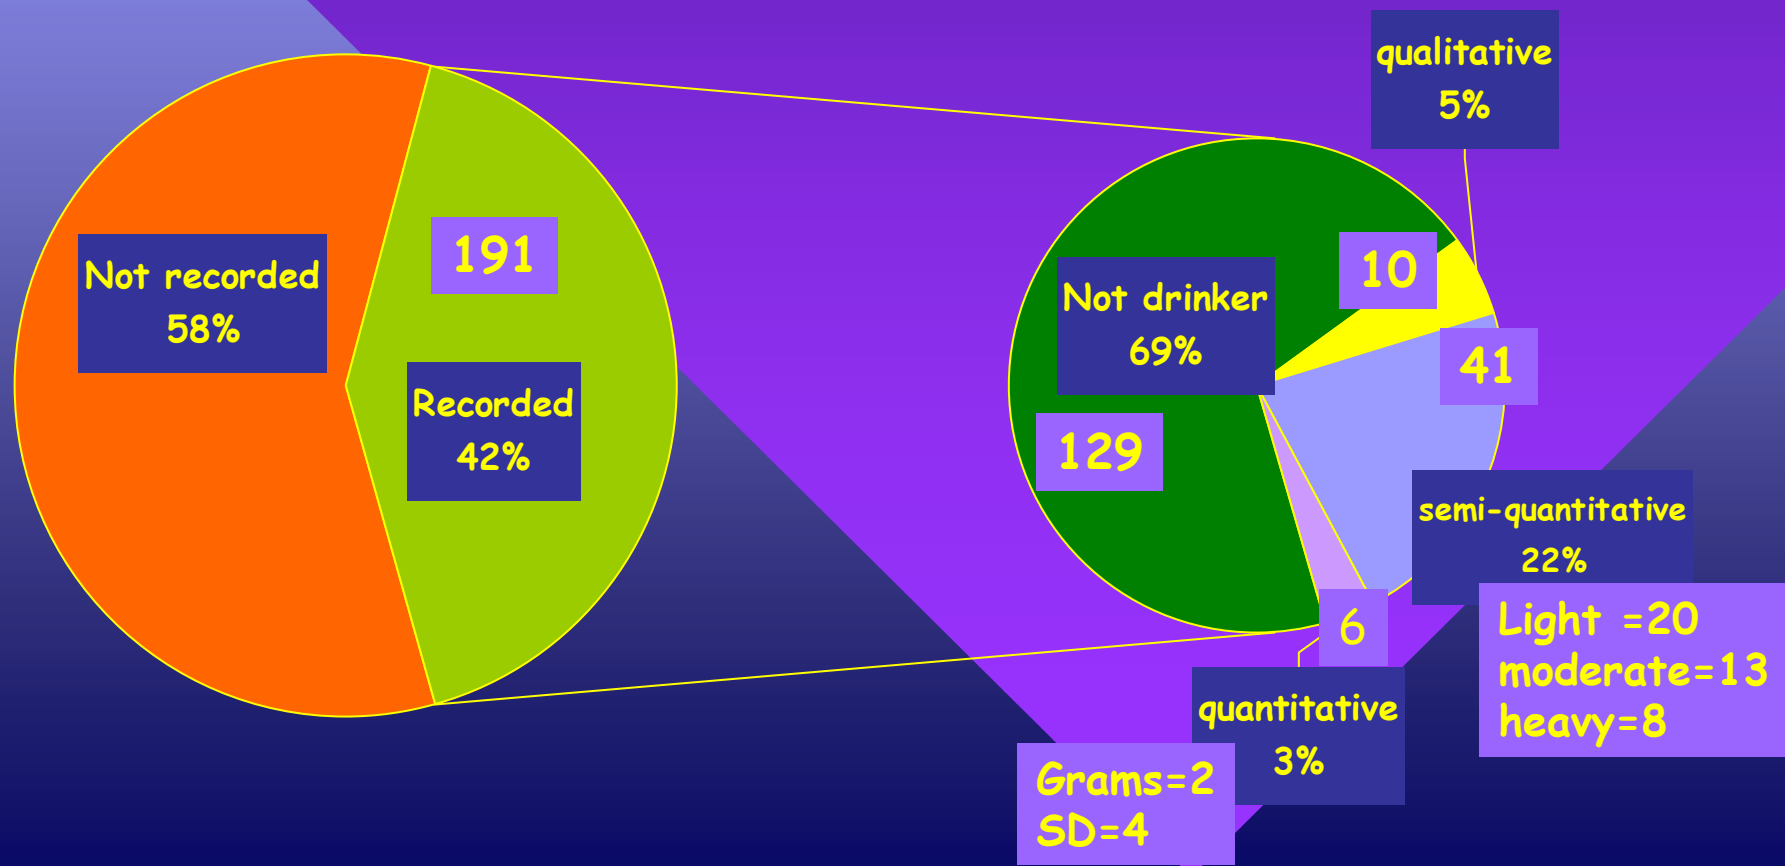 qualitative
5%
Not recorded
58%
191
Recorded
42%
Not drinker
69%
10
41
129
semi-quantitative
22%
6
Light =20
moderate=13
heavy=8
quantitative
3%
Grams=2
SD=4